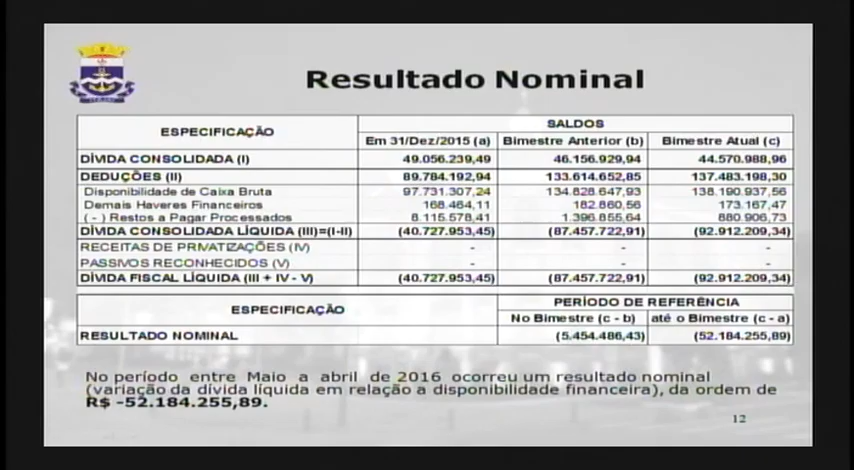 Resultado Nominal
ESPECIFICAÇÃO SALDOS
Em 31/Dez/2015 (a) Bimestre Anterior (b) Bimestre Atual (c)
DÍVIDA CONSOLIDADA (I) 49.056.239,49 46.156.929,94 44.570.988,96
DEDUÇÕES (II) 89.784.192,94 133.614.652,85 137.483.198,30
Disponibilidade de Caixa Bruta 97.731.307,24 134.828.647,93 138.190.937,56
Demais Haveres Financeiros 168.464,11 182.860,56 173.167,47
( - ) Restos a Pagar Processados 8.115.578,41 1.396.855,64 880.906,73
DÍVIDA CONSOLIDADA LÍQUIDA (III)=(I-II) (40.727.953,45) (87.457.722,91) (92.912.209,34)
RECEITAS DE PRIVATIZAÇÕES (IV) - - -
PASSIVOS RECONHECIDOS (V) - - -
DÍVIDA FISCAL LÍQUIDA (III + IV - V) (40.727.953,45) (87.457.722,91) (92.912.209,34)
ESPECIFICAÇÃO PERÍODO DE REFERÊNCIA
No Bimestre (c - b) até o Bimestre (c - a)
RESULTADO NOMINAL (5.454.486,43) (52.184.255,89)
No período entre Maio a abril de 2016 ocorreu um resultado nominal
(variação da dívida líquida em relação a disponibilidade financeira), da ordem de
R$ -52.184.255,89.
12